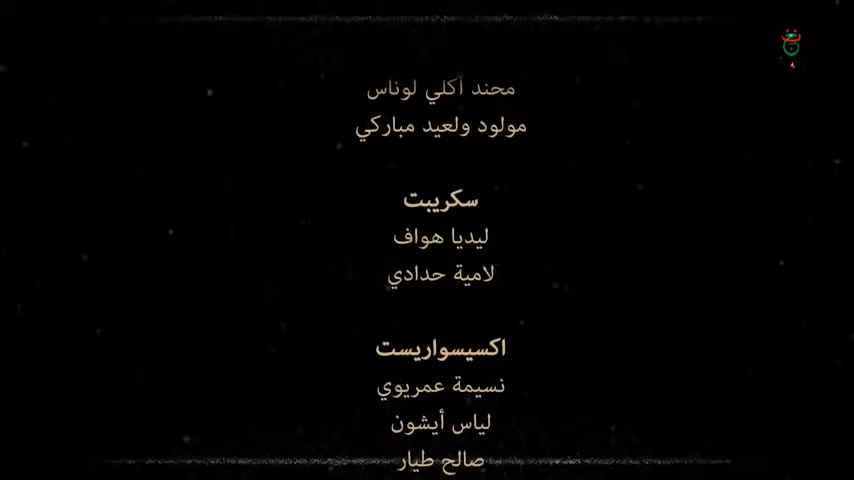 محند أكلي لوناس
مولود ولعيد مباركي
سكريبت
ليديا هواف
لامية حدادي
اكسيسواريست
نسيمة عمريوي
لياس أيشون
صالح طيار